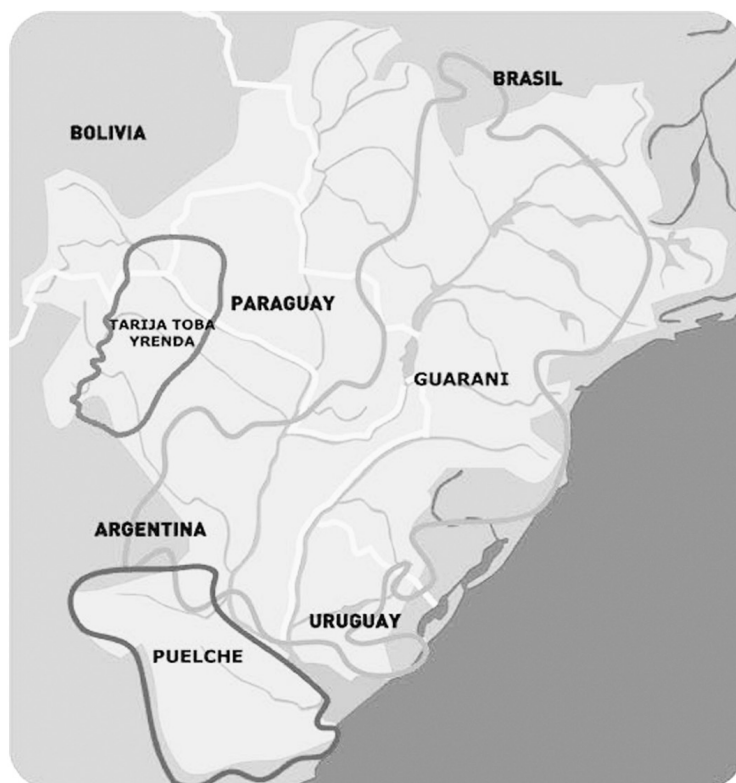 BRASIL
BOLIVIA
PARAGUAY
TARIJA TOBA
YRENDA
GUARANI
ARGENTINA
URUGUAY
PUELCHE